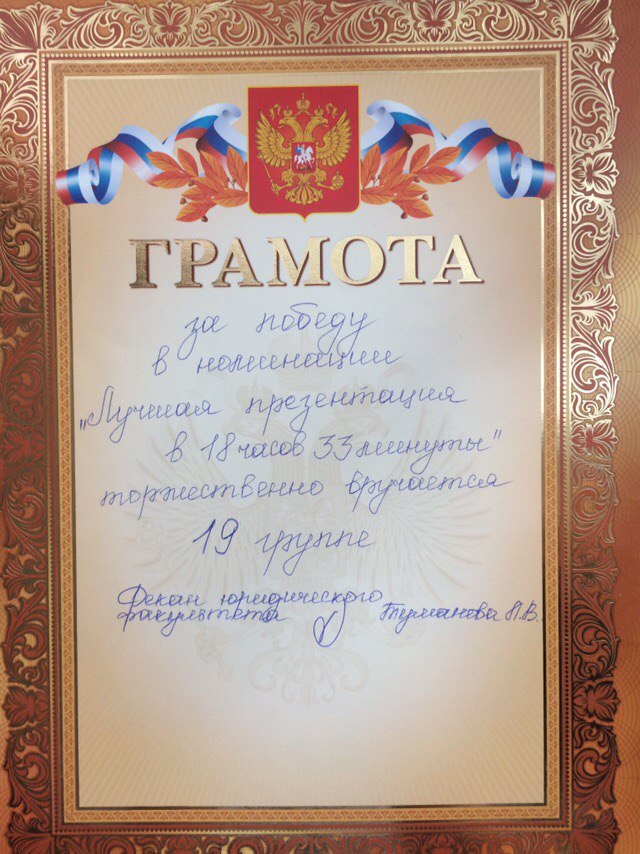 ГРАМОТА
за победу
в номинации
"Лучшая презентация
в 18 часов 33 минуты"
торжественно вручается
19 группе
Декан юридического
факультета Туманова Л.В.